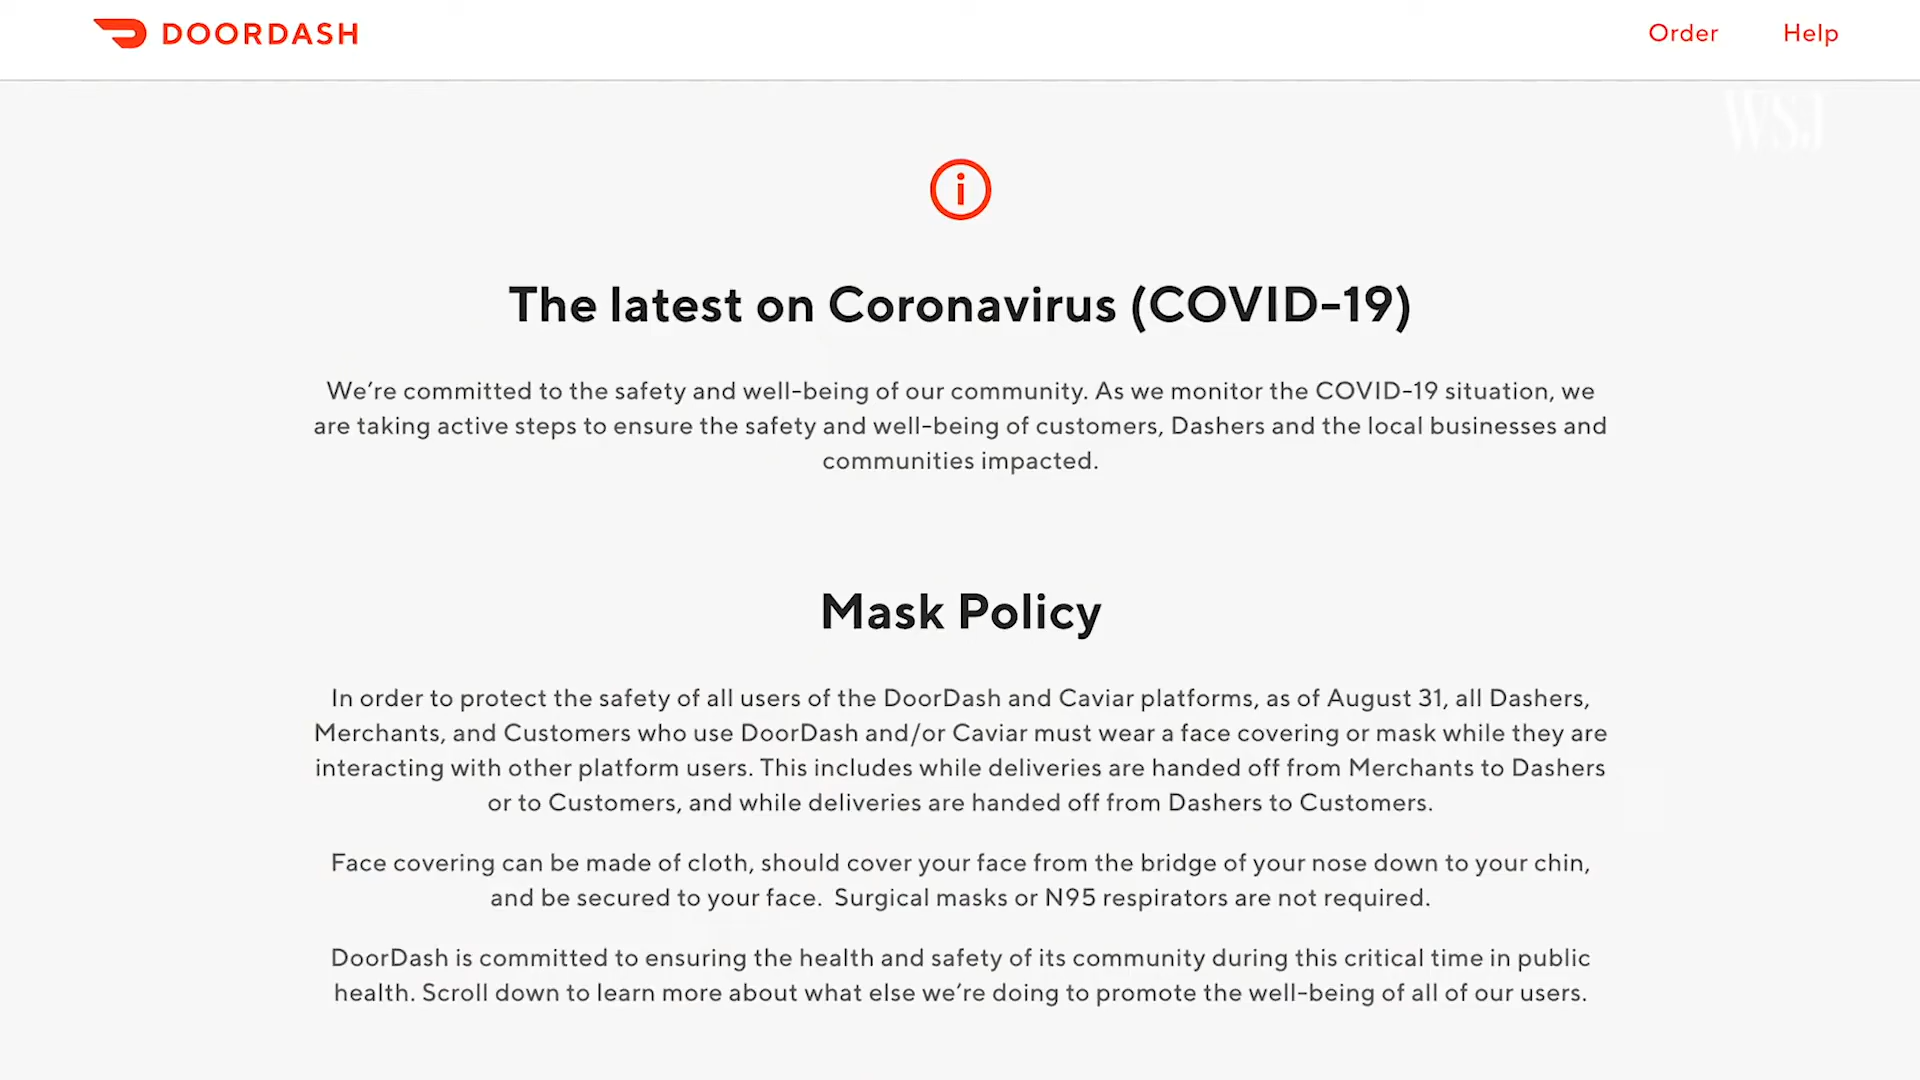 DOORDASH
Order
Help
WSJ
The latest on Coronavirus (COVID-19)
We’re committed to the safety and well-being of our community. As we monitor the COVID-19 situation, we
are taking active steps to ensure the safety and well-being of customers, Dashers and the local businesses and
communities impacted.
Mask Policy
In order to protect the safety of all users of the DoorDash and Caviar platforms, as of August 31, all Dashers,
Merchants, and Customers who use DoorDash and/or Caviar must wear a face covering or mask while they are
interacting with other platform users. This includes while deliveries are handed off from Merchants to Dashers
or to Customers, and while deliveries are handed off from Dashers to Customers.
Face covering can be made of cloth, should cover your face from the bridge of your nose down to your chin,
and be secured to your face.  Surgical masks or N95 respirators are not required.
DoorDash is committed to ensuring the health and safety of its community during this critical time in public
health. Scroll down to learn more about what else we’re doing to promote the well-being of all of our users.